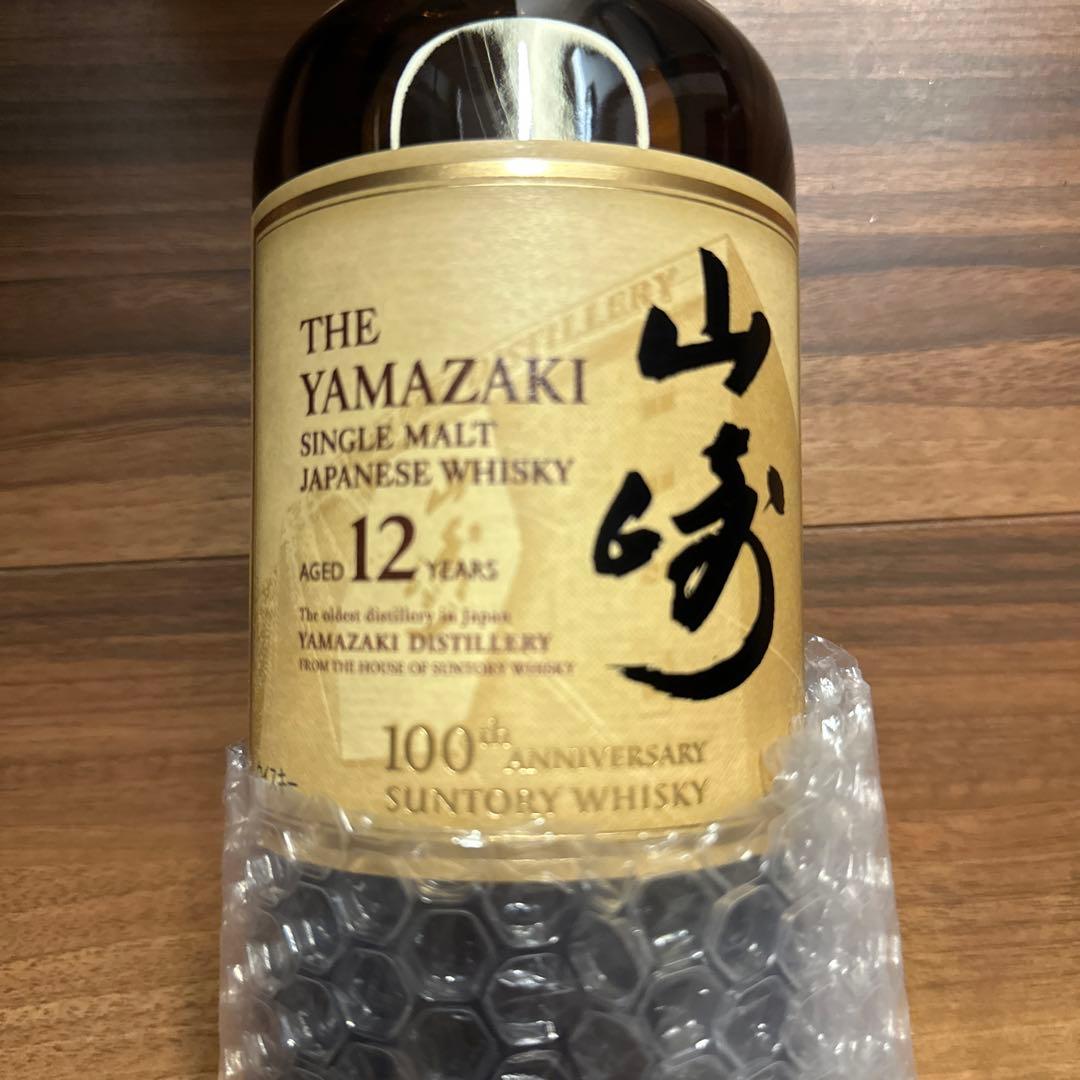 THE
YAMAZAKI
SINGLE MALT
JAPANESE WHISKY
AGED 12 YEARS
The oldest distillery in Japan
YAMAZAKI DISTILLERY
FROM THE HOUSE OF SUNTORY WHISKY
100th ANNIVERSARY
SUNTORY WHISKY
山崎